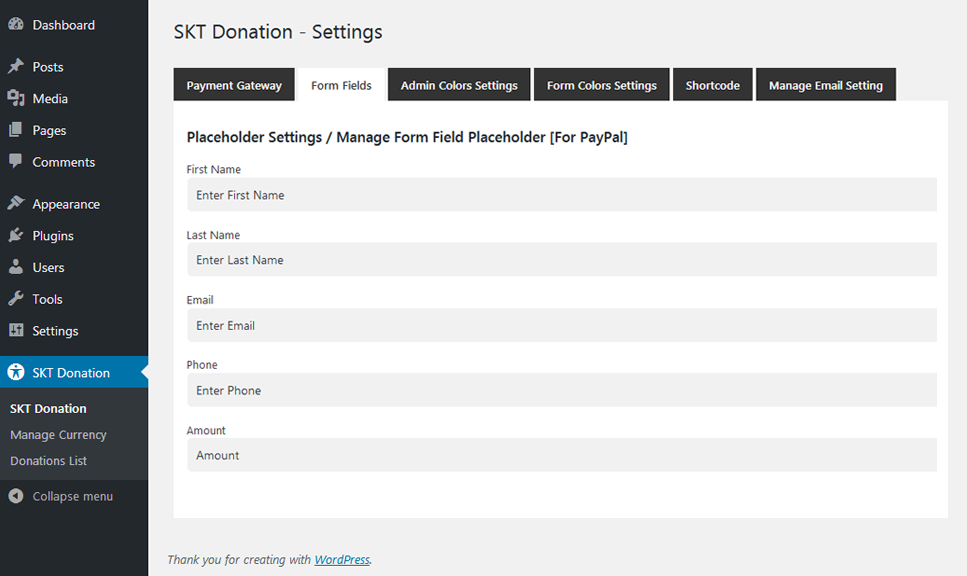 Dashboard
Posts
Media
Pages
Comments
Appearance
Plugins
Users
Tools
Settings
SKT Donation
SKT Donation
Manage Currency
Donations List
Collapse menu
SKT Donation - Settings
Payment Gateway Form Fields Admin Colors Settings Form Colors Settings Shortcode Manage Email Setting
Placeholder Settings / Manage Form Field Placeholder [For PayPal]
First Name
Enter First Name
Last Name
Enter Last Name
Email
Enter Email
Phone
Enter Phone
Amount
Amount
Thank you for creating with WordPress.